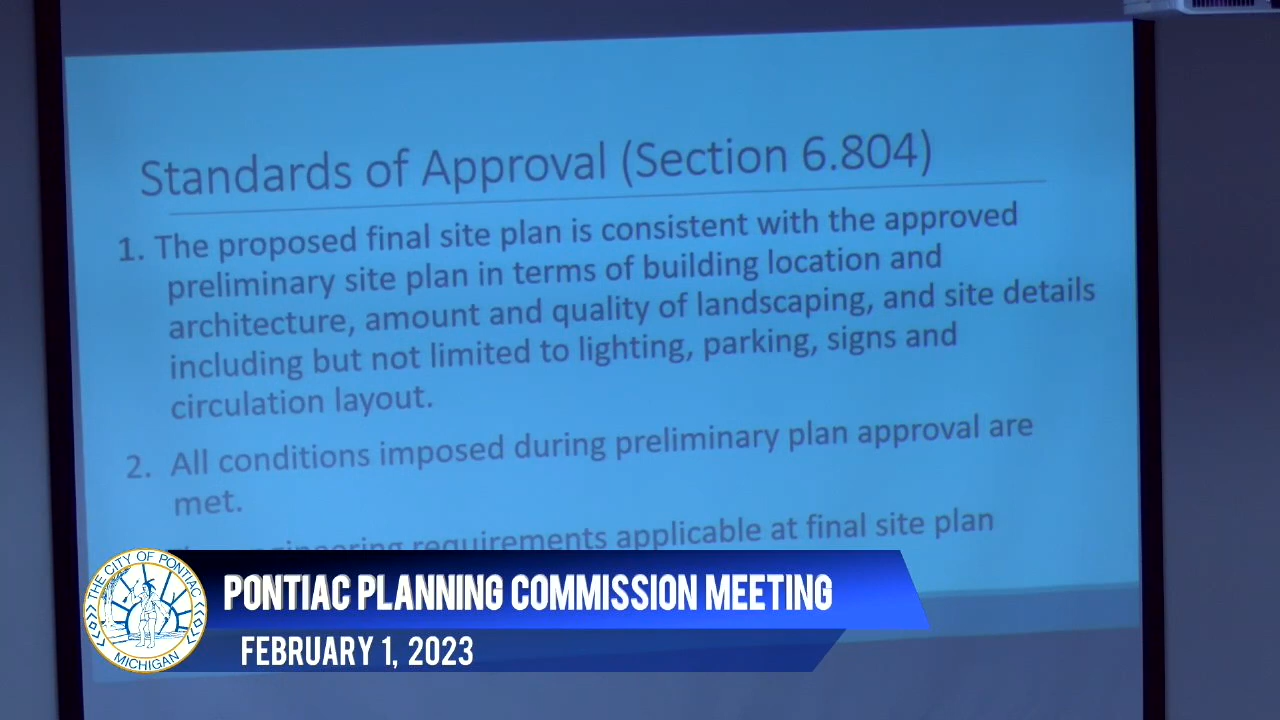 Standards of Approval (Section 6.804)
1. The proposed final site plan is consistent with the approved
preliminary site plan in terms of building location and
architecture, amount and quality of landscaping, and site details
including but not limited to lighting, parking, signs and
circulation layout.
2. All conditions imposed during preliminary plan approval are
met.
requirements applicable at final site plan
THE CITY OF PONTIAC
MICHIGAN
PONTIAC PLANNING COMMISSION MEETING
FEBRUARY 1, 2023